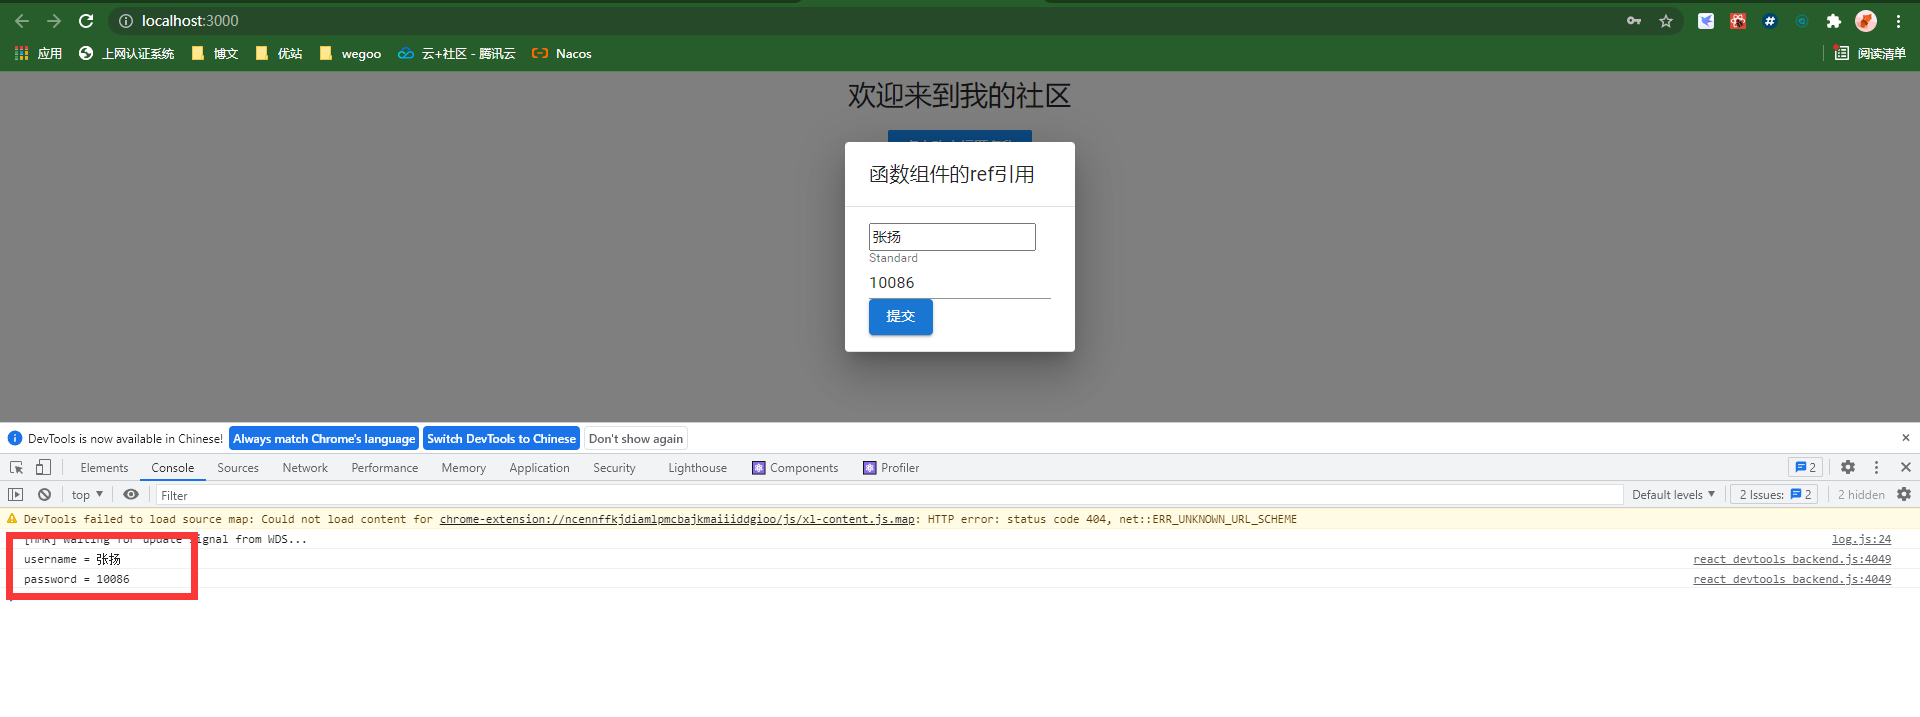 localhost:3000
应用 上网认证系统 博文 优站 wegoo 云+社区 - 腾讯云 Nacos 阅读清单
欢迎来到我的社区
函数组件的ref引用
张扬
Standard
10086
提交
DevTools is now available in Chinese! Always match Chrome's language Switch DevTools to Chinese Don't show again
Elements Console Sources Network Performance Memory Application Security Lighthouse Components Profiler 2
top Filter Default levels 2 Issues: 2 2 hidden
DevTools failed to load source map: Could not load content for chrome-extension://ncennffkjdiamlpmcbajkmaiiiddgioo/js/xl-content.js.map: HTTP error: status code 404, net::ERR_UNKNOWN_URL_SCHEME
[HMR] Waiting for update signal from WDS... log.js:24
username = 张扬 react_devtools_backend.js:4049
password = 10086 react_devtools_backend.js:4049